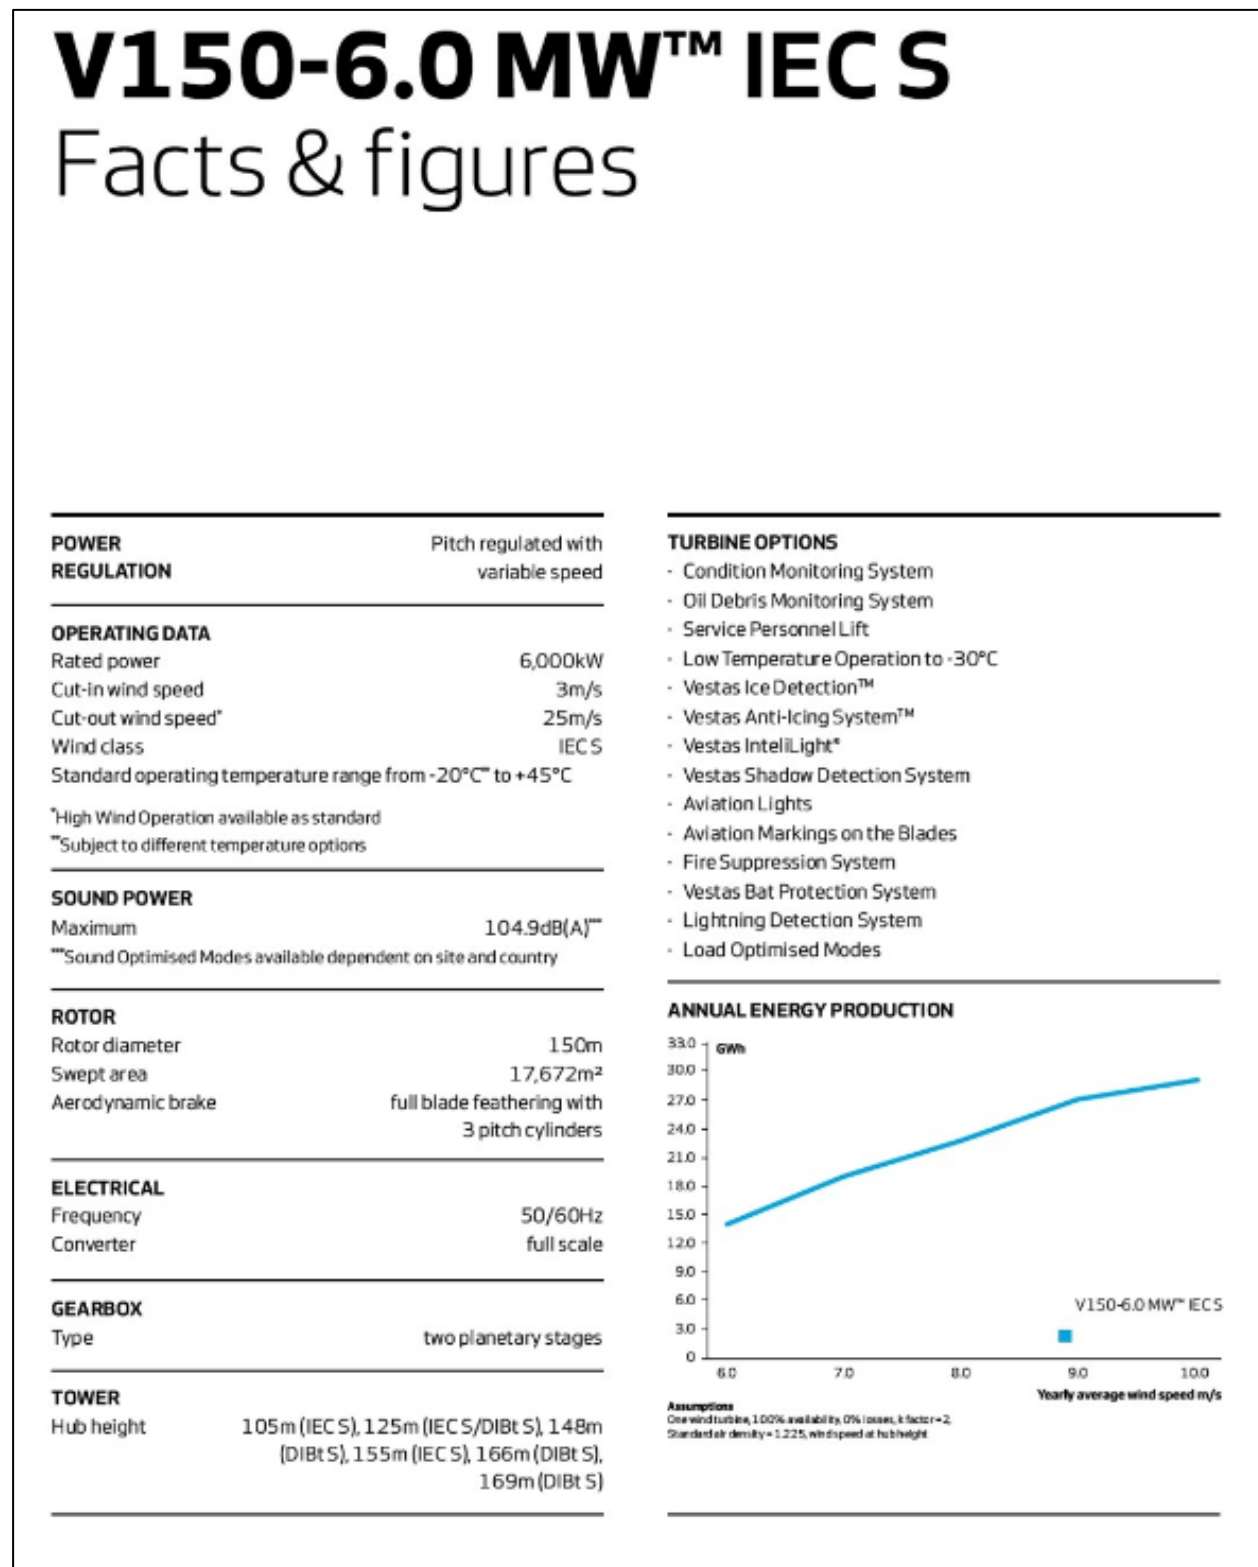 V150-6.0 MW™ IEC S
Facts & figures
POWER
REGULATION
Pitch regulated with
variable speed
OPERATING DATA
Rated power 6,000kW
Cut-in wind speed 3m/s
Cut-out wind speed* 25m/s
Wind class IEC S
Standard operating temperature range from -20°C** to +45°C
*High Wind Operation available as standard
**Subject to different temperature options
SOUND POWER
Maximum 104.9dB(A)***
***Sound Optimised Modes available dependent on site and country
ROTOR
Rotor diameter 150m
Swept area 17,672m²
Aerodynamic brake full blade feathering with
3 pitch cylinders
ELECTRICAL
Frequency 50/60Hz
Converter full scale
GEARBOX
Type two planetary stages
TOWER
Hub height 105m (IEC S), 125m (IEC S/DIBt S), 148m
(DIBt S), 155m (IEC S), 166m (DIBt S),
169m (DIBt S)
TURBINE OPTIONS
· Condition Monitoring System
· Oil Debris Monitoring System
· Service Personnel Lift
· Low Temperature Operation to -30°C
· Vestas Ice Detection™
· Vestas Anti-Icing System™
· Vestas InteliLight®
· Vestas Shadow Detection System
· Aviation Lights
· Aviation Markings on the Blades
· Fire Suppression System
· Vestas Bat Protection System
· Lightning Detection System
· Load Optimised Modes
ANNUAL ENERGY PRODUCTION
33.0 GWh
30.0
27.0
24.0
21.0
18.0
15.0
12.0
9.0
6.0
V150-6.0 MW™ IEC S
3.0
0
6.0 7.0 8.0 9.0 10.0
Yearly average wind speed m/s
Assumptions
One wind turbine, 100% availability, 0% losses, k factor = 2,
Standard air density = 1.225, wind speed at hub height